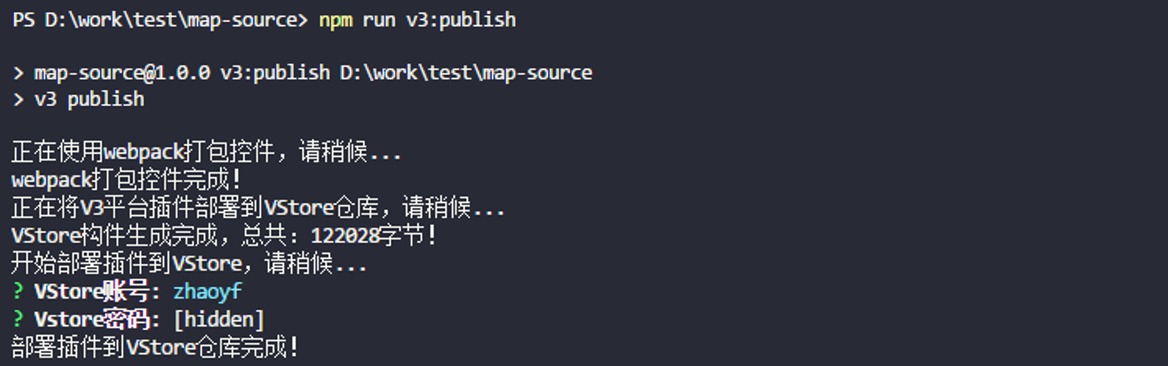 PS D:\work\test\map-source> npm run v3:publish
> map-source@1.0.0 v3:publish D:\work\test\map-source
> v3 publish
正在使用webpack打包控件，请稍候...
webpack打包控件完成!
正在将V3平台插件部署到VStore仓库，请稍候...
VStore构件生成完成，总共: 122028字节!
开始部署插件到VStore，请稍候...
? VStore账号: zhaoyf
? Vstore密码: [hidden]
部署插件到VStore仓库完成!